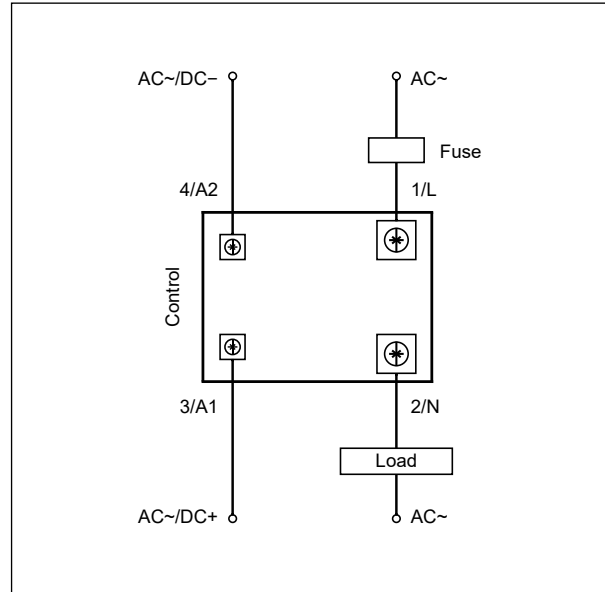 AC~/DC−
AC~
Fuse
4/A2
1/L
Control
3/A1
2/N
Load
AC~/DC+
AC~